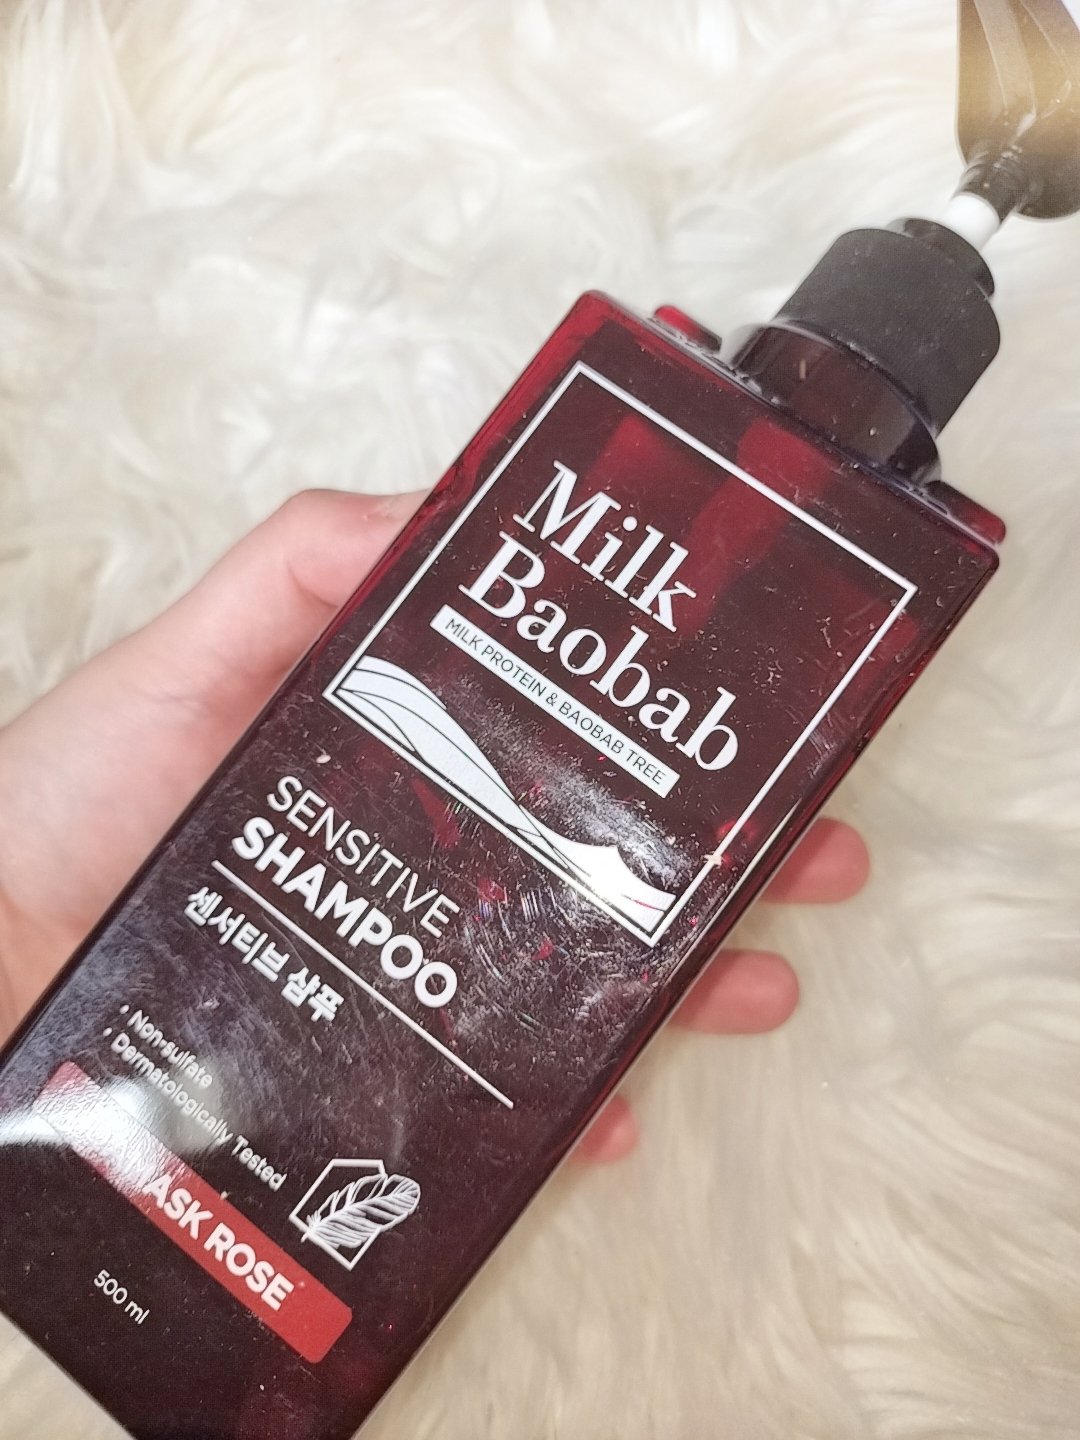 Milk
Baobab
MILK PROTEIN & BAOBAB TREE
SENSITIVE
SHAMPOO
센서티브 샴푸
• Non-sulfate
• Dermatologically Tested
ROSE
500 ml